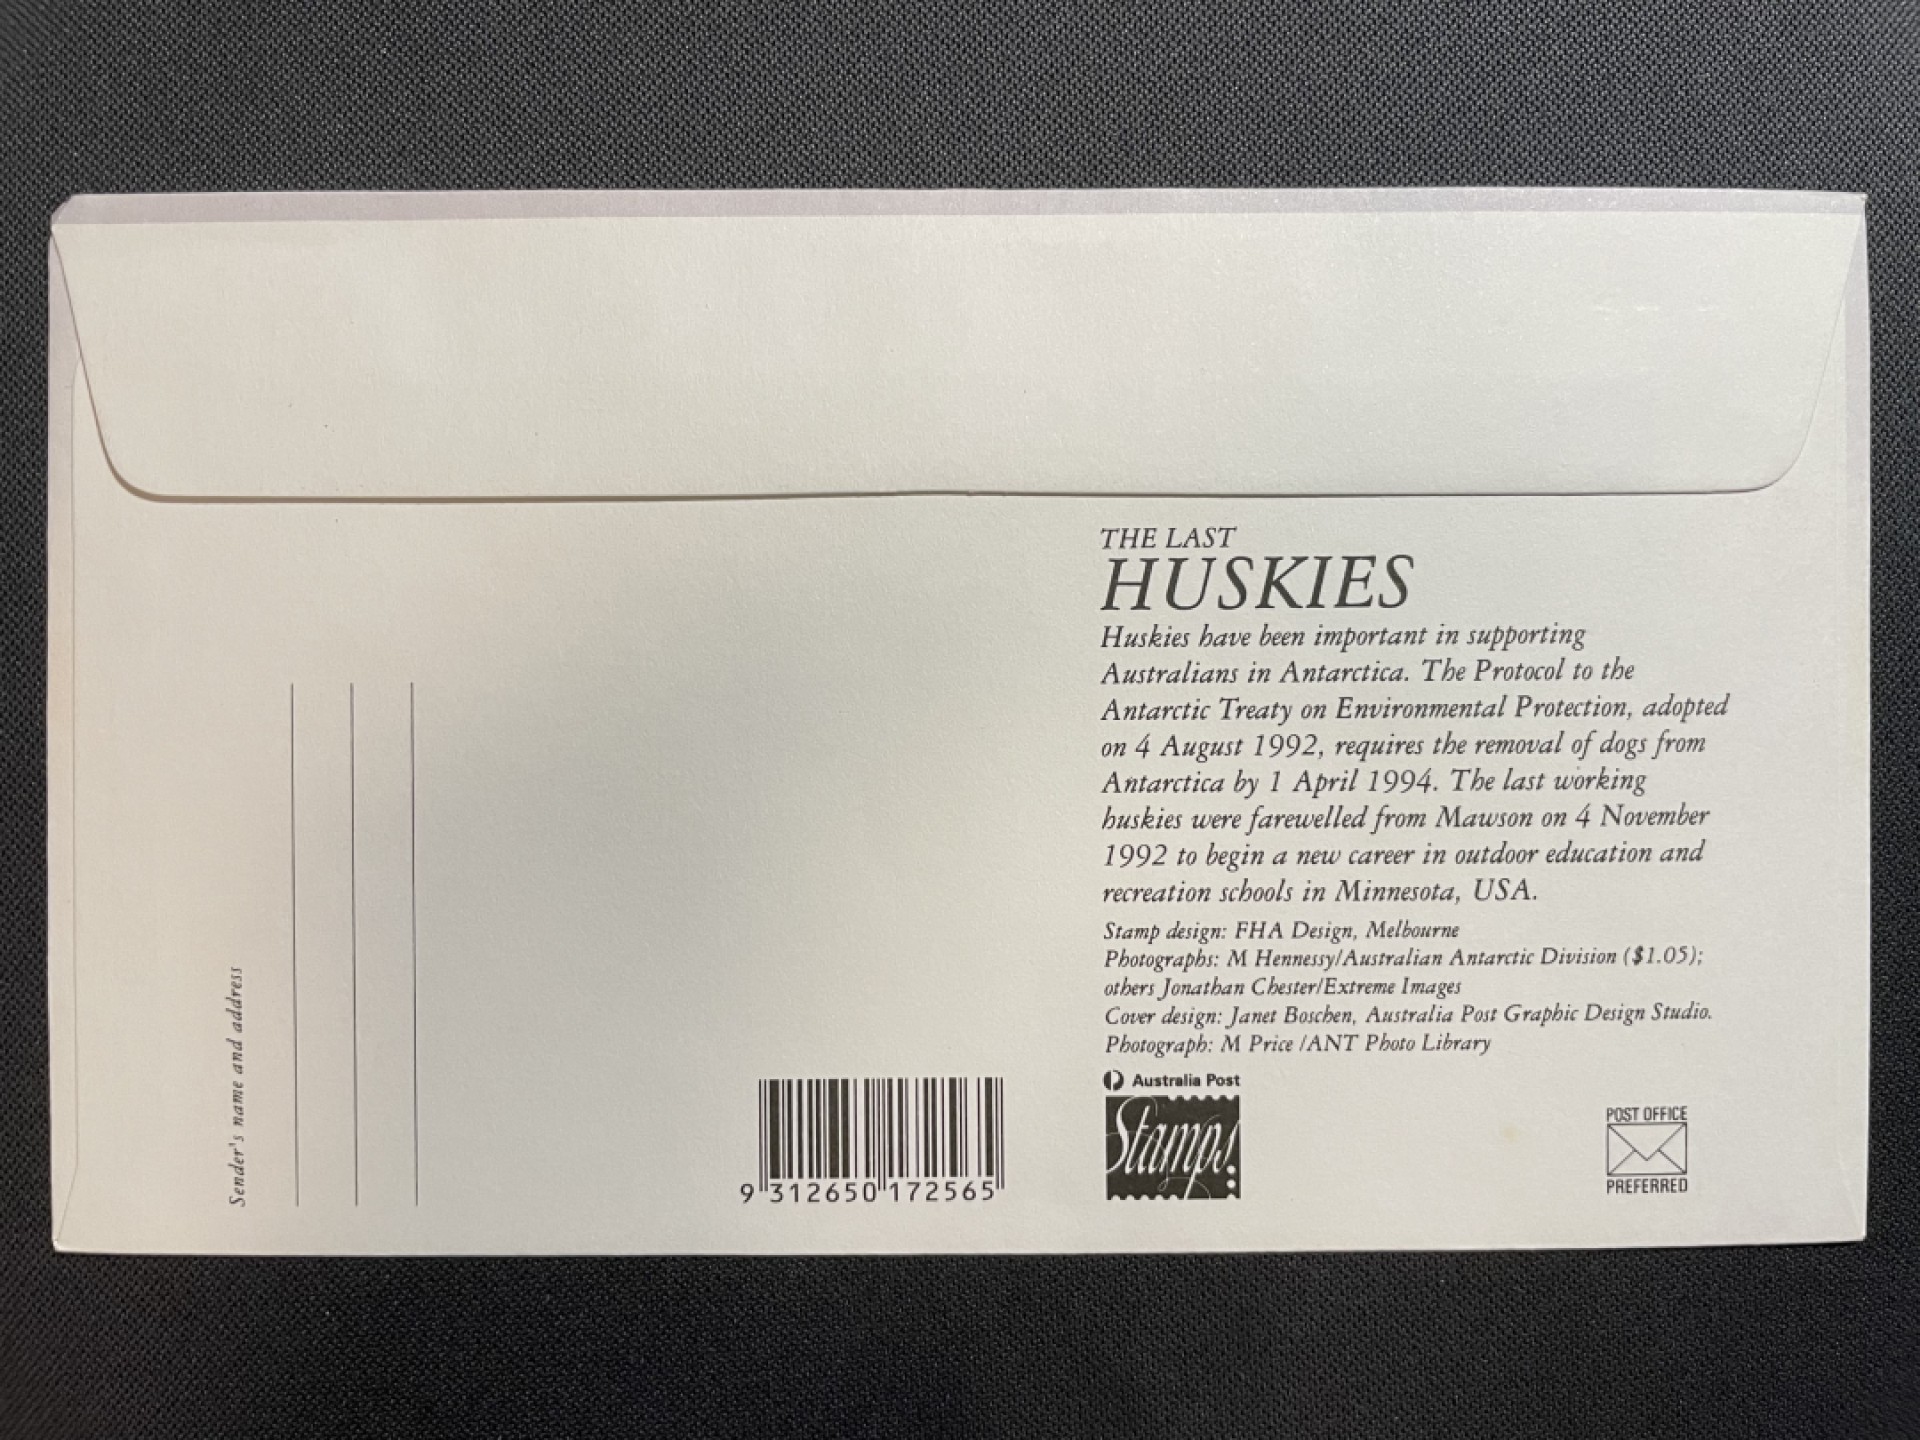 THE LAST
HUSKIES
Huskies have been important in supporting
Australians in Antarctica. The Protocol to the
Antarctic Treaty on Environmental Protection, adopted
on 4 August 1992, requires the removal of dogs from
Antarctica by 1 April 1994. The last working
huskies were farewelled from Mawson on 4 November
1992 to begin a new career in outdoor education and
recreation schools in Minnesota, USA.
Stamp design: FHA Design, Melbourne
Photographs: M Hennessy/Australian Antarctic Division ($1.05);
others Jonathan Chester/Extreme Images
Cover design: Janet Boschen, Australia Post Graphic Design Studio.
Photograph: M Price /ANT Photo Library
Australia Post
Stamps!
POST OFFICE
PREFERRED
9 312650 172565
Sender's name and address